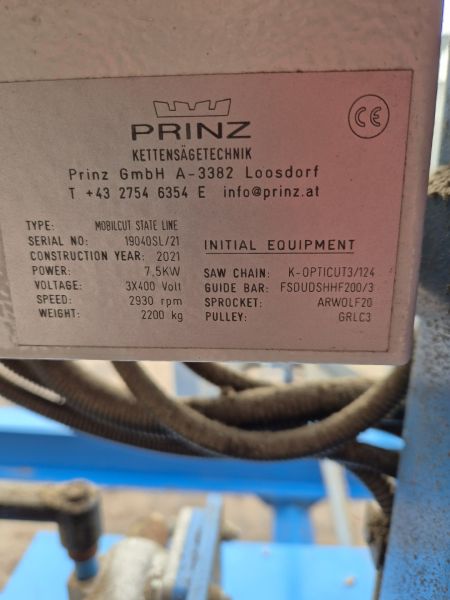 PRINZ
CE
KETTENSÄGETECHNIK
Prinz GmbH A-3382 Loosdorf
T +43 2754 6354 E info@prinz.at
TYPE: MOBILCUT STATE LINE
SERIAL NO: 19040SL/21
CONSTRUCTION YEAR: 2021
POWER: 7,5KW
VOLTAGE: 3X400 Volt
SPEED: 2930 rpm
WEIGHT: 2200 kg
INITIAL EQUIPMENT
SAW CHAIN: K-OPTICUT3/124
GUIDE BAR: FSDUDSHHF200/3
SPROCKET: ARWOLF20
PULLEY: GRLC3